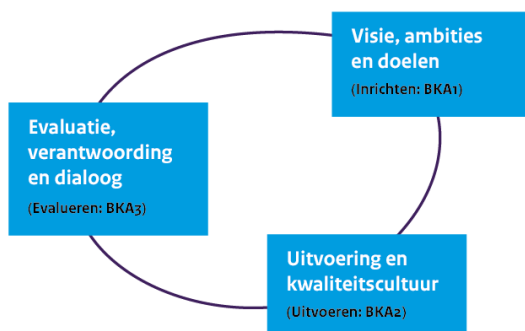 Visie, ambities
en doelen
(Inrichten: BKA1)
Evaluatie,
verantwoording
en dialoog
(Evalueren: BKA3)
Uitvoering en
kwaliteitscultuur
(Uitvoeren: BKA2)